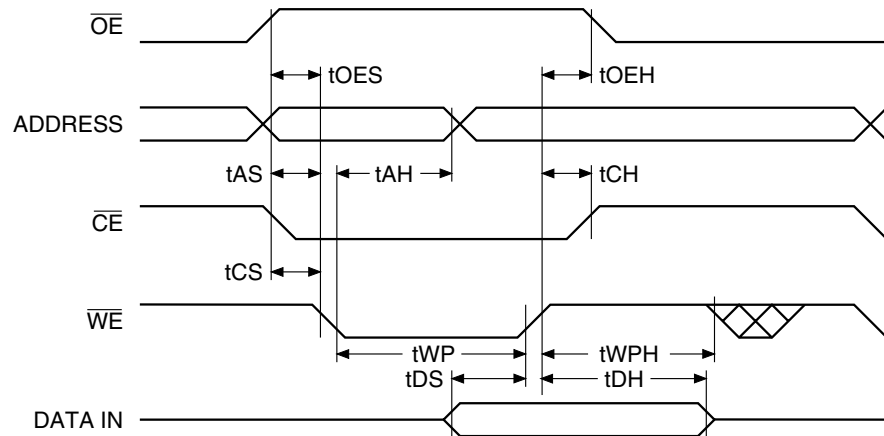 OE
tOES tOEH
ADDRESS
tAS tAH tCH
CE
tCS
WE
tWP tWPH
tDS tDH
DATA IN